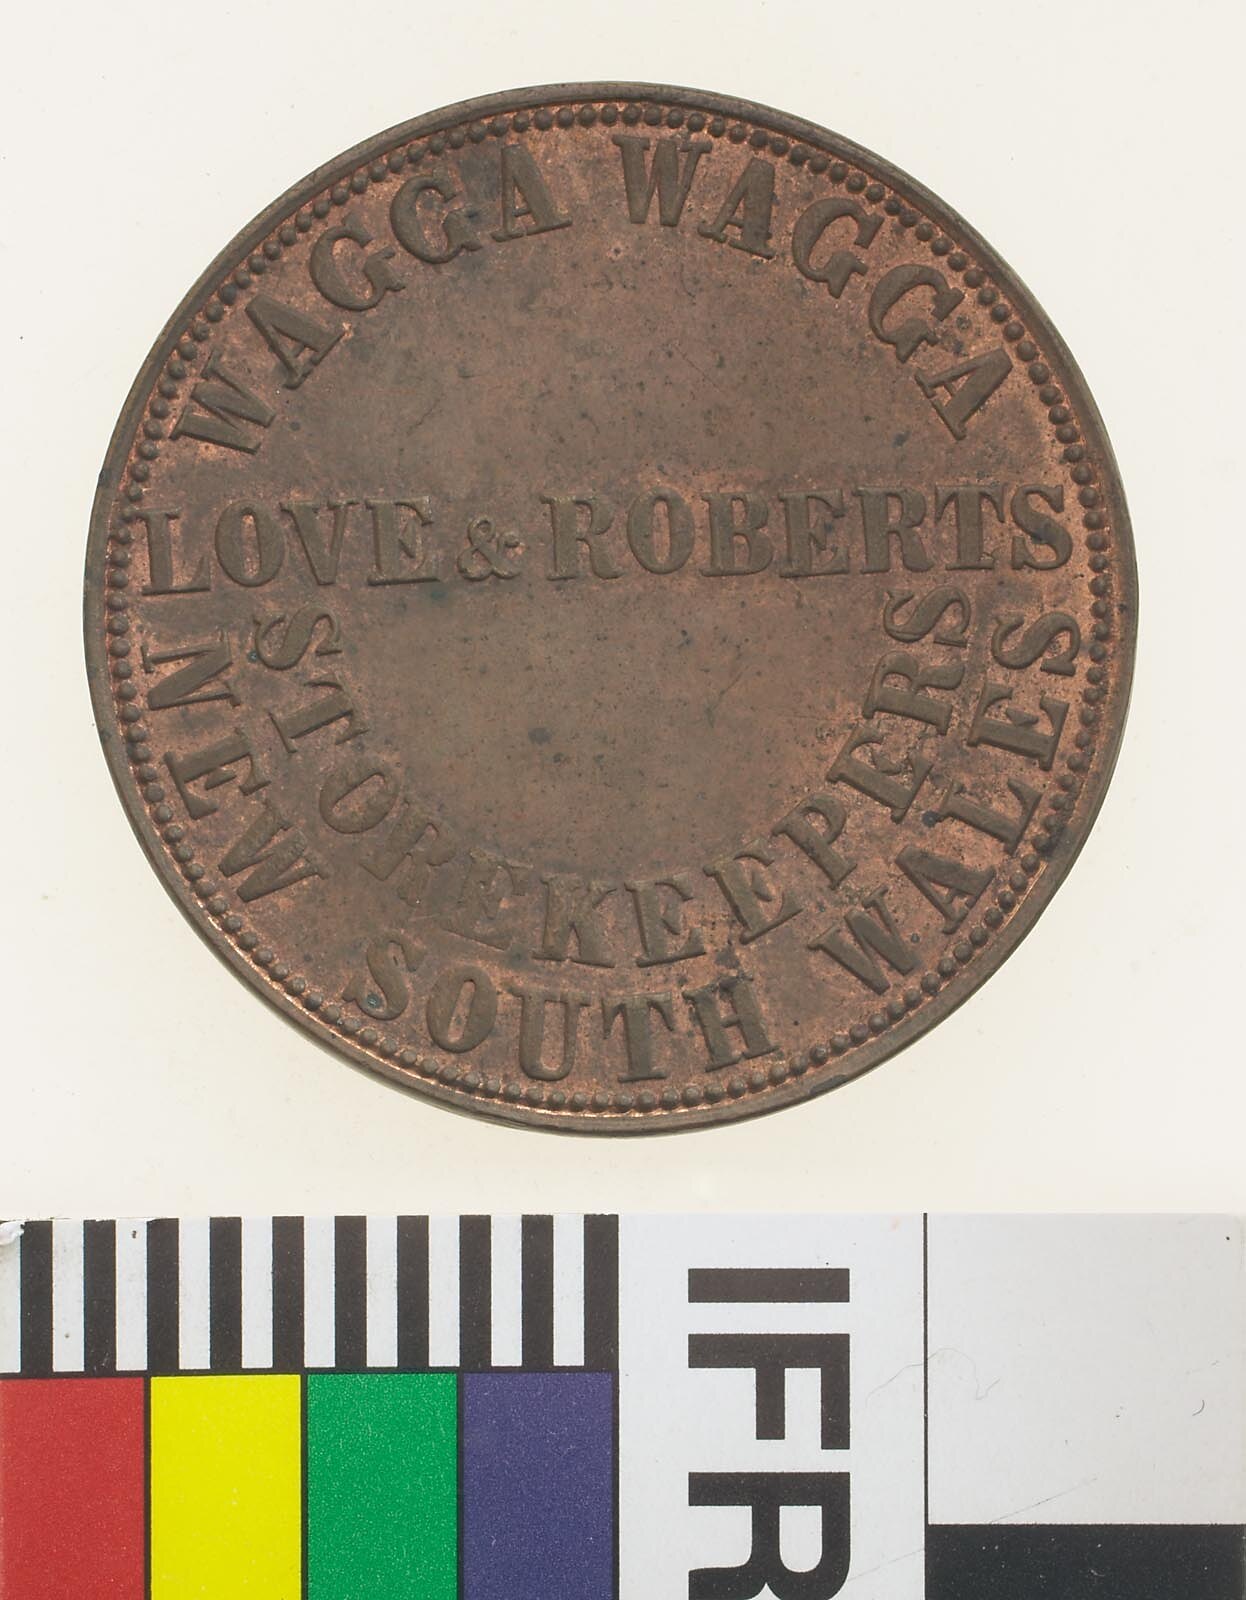 WAGGA WAGGA
LOVE & ROBERTS
STOREKEEPERS
NEW SOUTH WALES
IFR